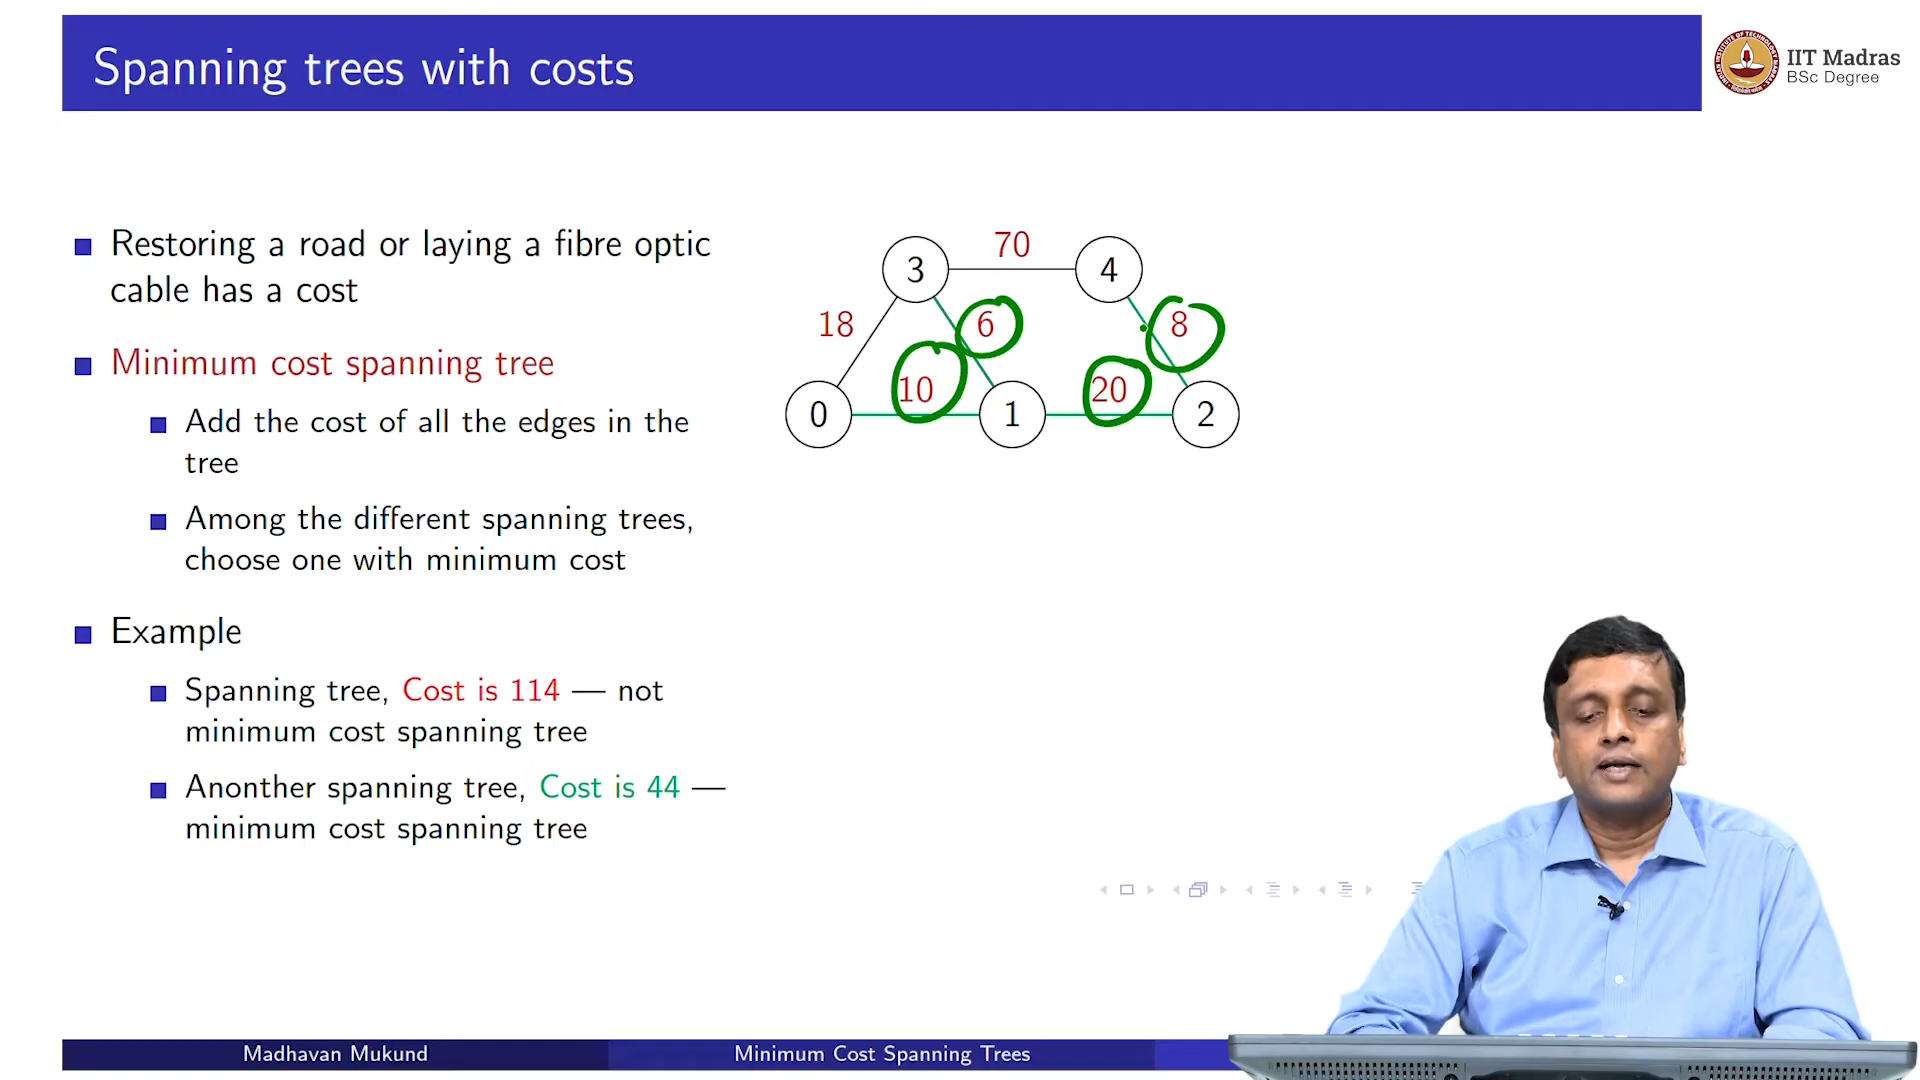 Spanning trees with costs
IIT Madras
BSc Degree
Restoring a road or laying a fibre optic
cable has a cost
Minimum cost spanning tree
Add the cost of all the edges in the
tree
Among the different spanning trees,
choose one with minimum cost
Example
Spanning tree, Cost is 114 — not
minimum cost spanning tree
Anonther spanning tree, Cost is 44 —
minimum cost spanning tree
70
3 4
18 6 8
10 20
0 1 2
Madhavan Mukund
Minimum Cost Spanning Trees